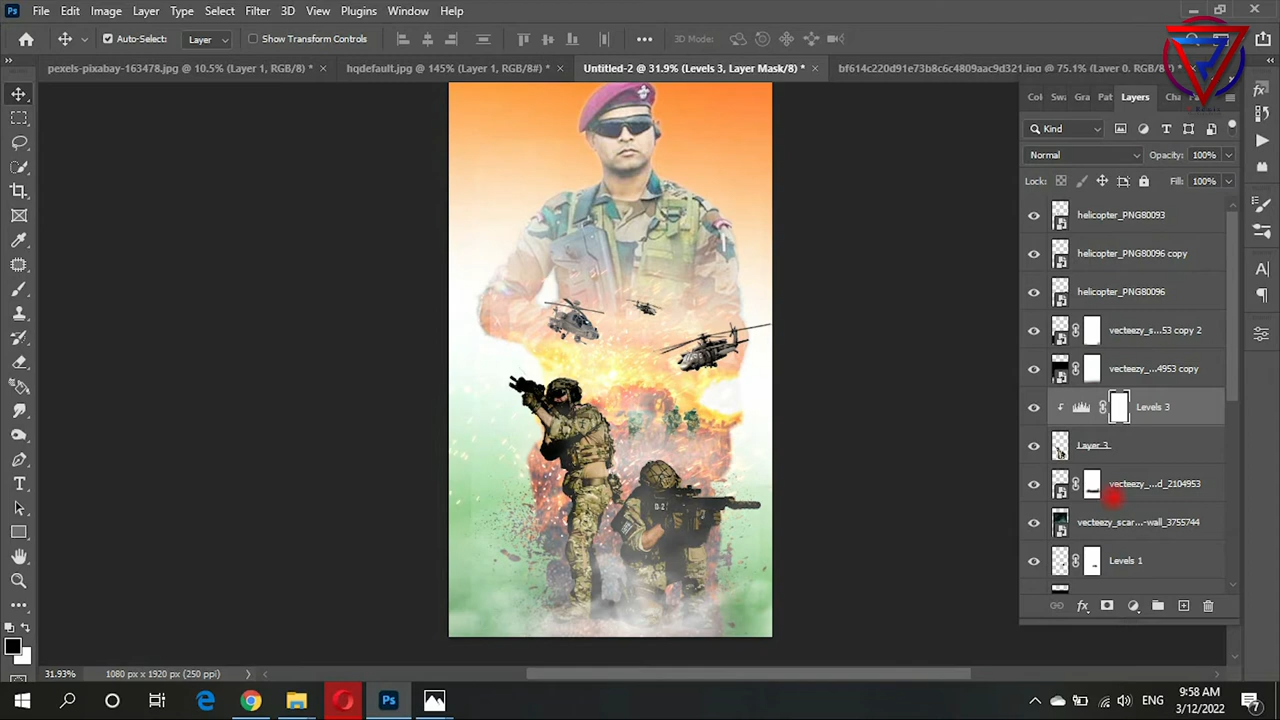 Ps File Edit Image Layer Type Select Filter 3D View Plugins Window Help
Auto-Select: Layer Show Transform Controls 3D Mode:
pexels-pixabay-163478.jpg @ 10.5% (Layer 1, RGB/8) * × hqdefault.jpg @ 145% (Layer 1, RGB/8#) * × Untitled-2 @ 31.9% (Levels 3, Layer Mask/8) * × bf614c220d91e73b8c6c4809aac9d321.jpg @ 75.1% (Layer 0, RGB/8) *
Layers
Kind
Normal Opacity: 100%
Lock: Fill: 100%
helicopter_PNG80093
helicopter_PNG80096 copy
helicopter_PNG80096
vecteezy_s...53 copy 2
vecteezy_...4953 copy
Levels 3
Layer 3
vecteezy_...d_2104953
vecteezy_scar...-wall_3755744
Levels 1
31.93% 1080 px x 1920 px (250 ppi)
Ps ENG 9:58 AM
3/12/2022